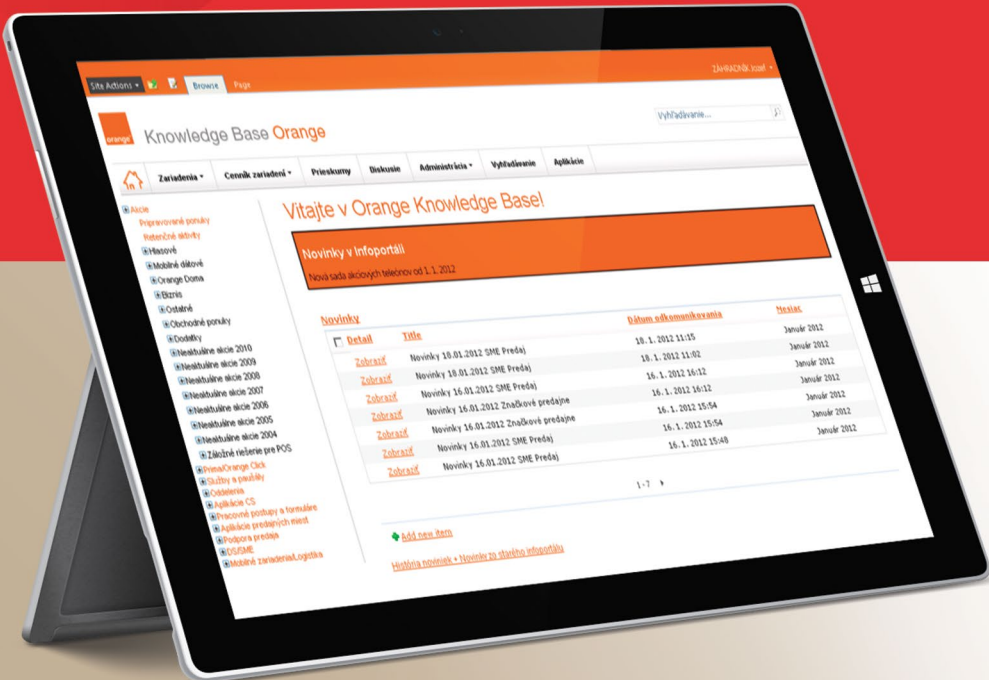 Site Actions Browse Page ZÁHRADNÍK Jozef
orange Knowledge Base Orange Vyhľadávanie...
Zariadenia Cenník zariadení Prieskumy Diskusie Administrácia Vyhľadávanie Aplikácie
Akcie
Pripravované ponuky
Retenčné aktivity
Hlasové
Mobilné dátové
Orange Doma
Biznis
Ostatné
Obchodné ponuky
Dodatky
Neaktuálne akcie 2010
Neaktuálne akcie 2009
Neaktuálne akcie 2008
Neaktuálne akcie 2007
Neaktuálne akcie 2006
Neaktuálne akcie 2005
Neaktuálne akcie 2004
Záložné riešenie pre POS
Prima/Orange Click
Služby a paušály
Oddelenia
Aplikácie CS
Pracovné postupy a formuláre
Aplikácie predajných miest
Podpora predaja
DS/SME
Mobilné zariadenia/Logistika
Vitajte v Orange Knowledge Base!
Novinky v Infoportáli
Nová sada akciových telefónov od 1. 1. 2012
Novinky
Detail Title Dátum odkomunikovania Mesiac
Zobraziť Novinky 18.01.2012 SME Predaj 18. 1. 2012 11:15 Január 2012
Zobraziť Novinky 18.01.2012 SME Predaj 18. 1. 2012 11:02 Január 2012
Zobraziť Novinky 16.01.2012 SME Predaj 16. 1. 2012 16:12 Január 2012
Zobraziť Novinky 16.01.2012 Značkové predajne 16. 1. 2012 16:12 Január 2012
Zobraziť Novinky 16.01.2012 Značkové predajne 16. 1. 2012 15:54 Január 2012
Zobraziť Novinky 16.01.2012 SME Predaj 16. 1. 2012 15:54 Január 2012
Zobraziť Novinky 16.01.2012 SME Predaj 16. 1. 2012 15:48 Január 2012
1 - 7
Add new item
História noviniek + Novinky zo starého infoportálu